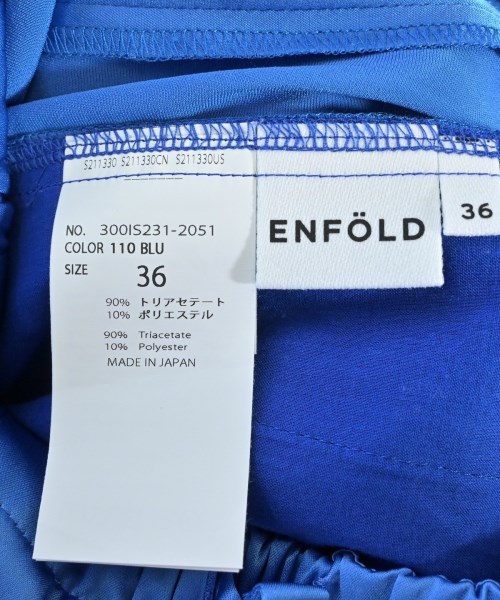 S211330 S211330CN S211330US
NO. 300IS231-2051
COLOR 110 BLU
SIZE 36
90% トリアセテート
10% ポリエステル
90% Triacetate
10% Polyester
MADE IN JAPAN
ENFÖLD
36